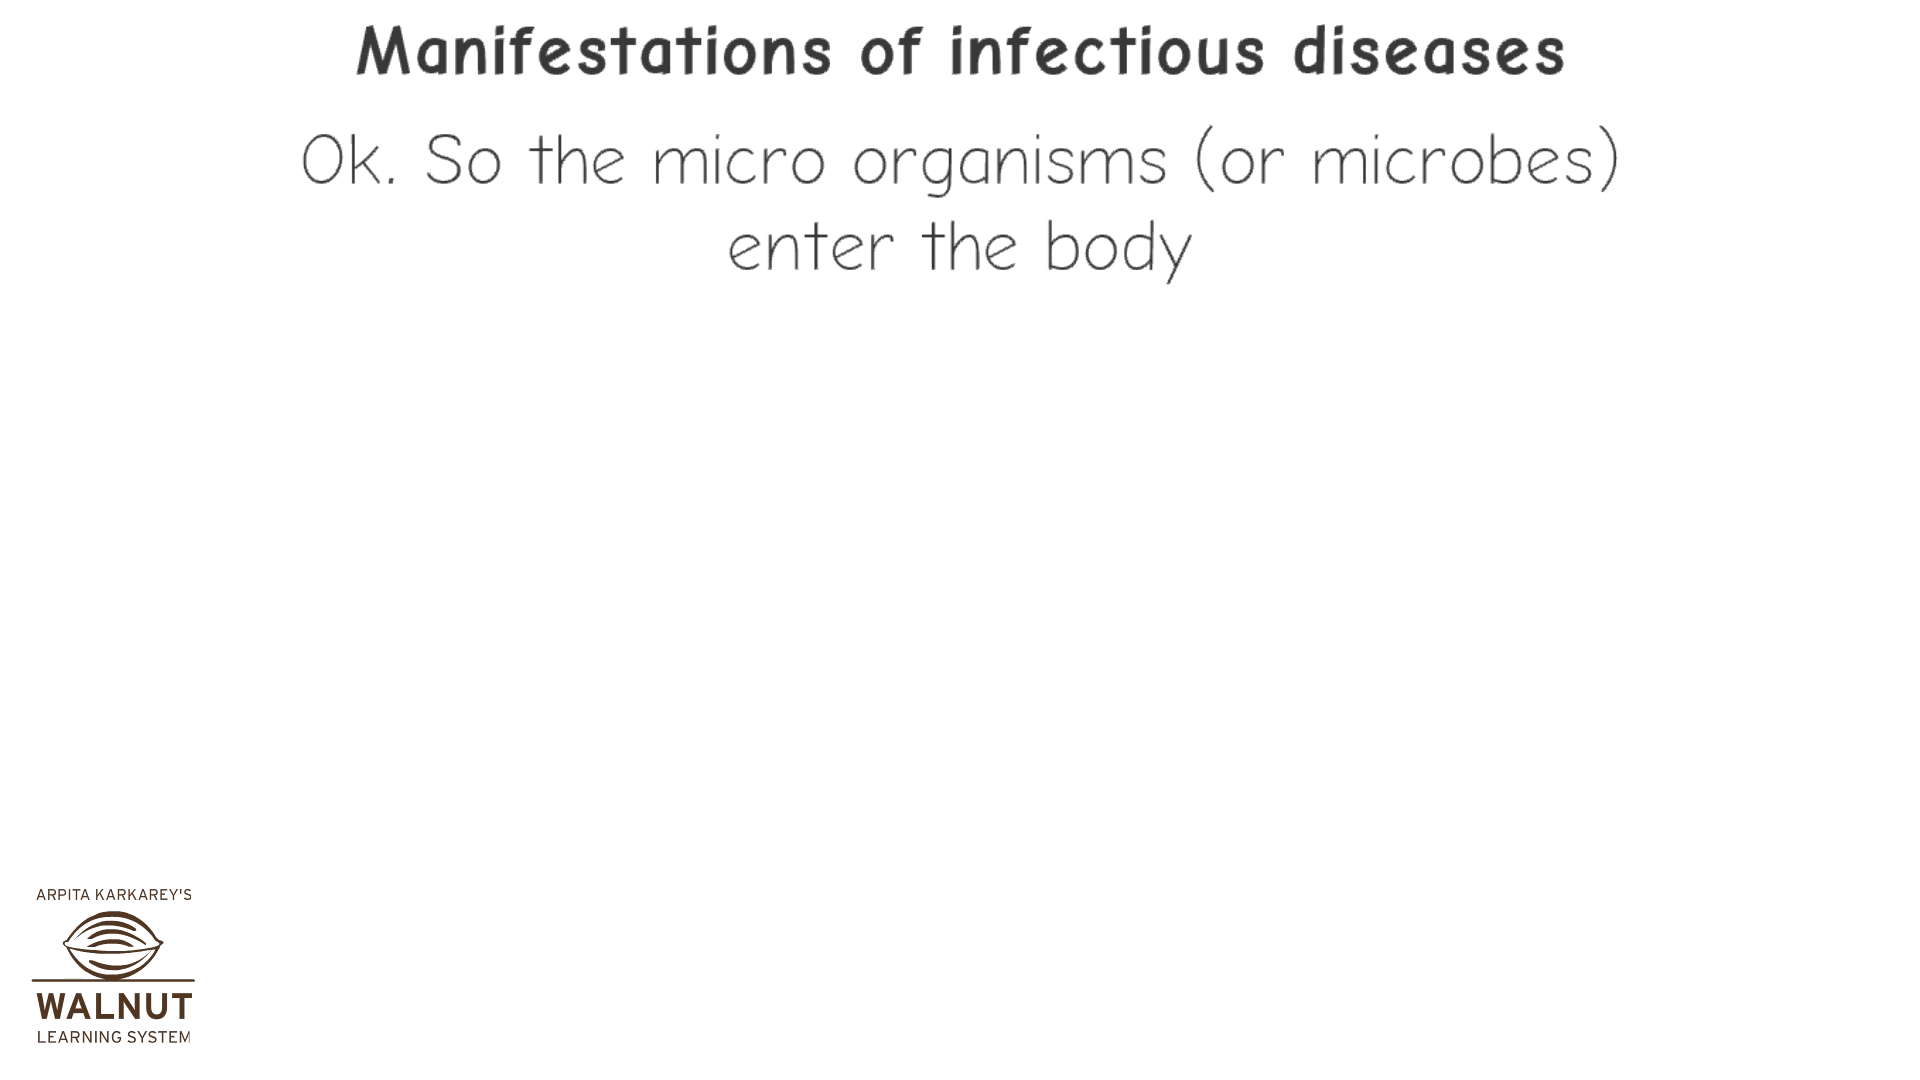 Manifestations of infectious diseases
Ok. So the micro organisms (or microbes)
enter the body
ARPITA KARKAREY'S
WALNUT
LEARNING SYSTEM